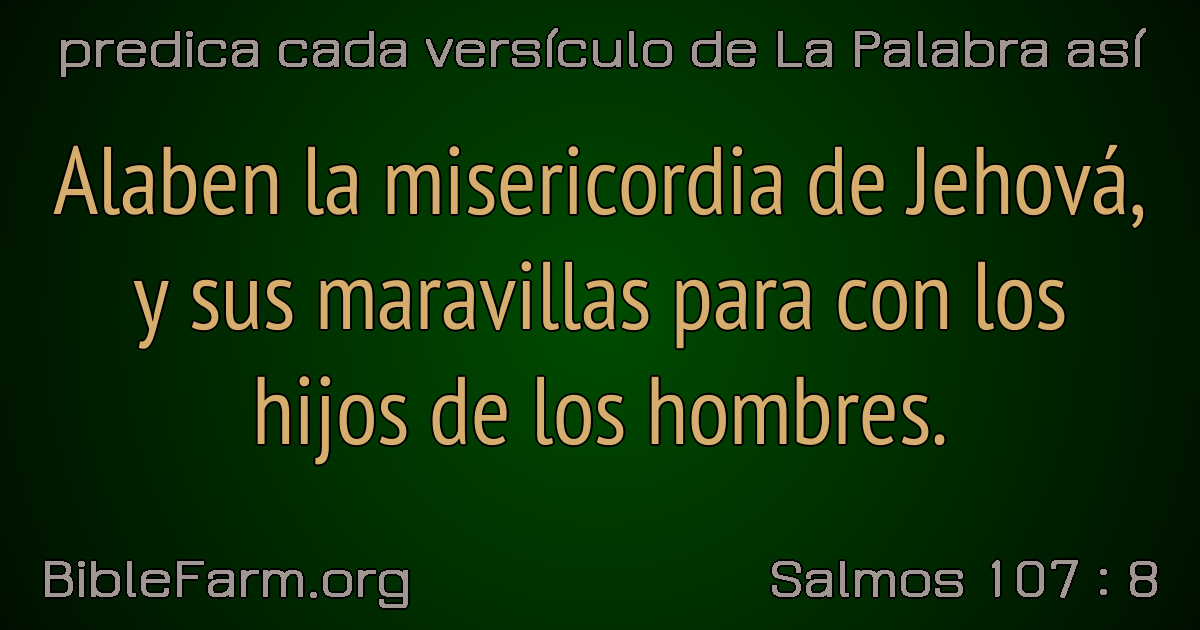 predica cada versículo de La Palabra así
Alaben la misericordia de Jehová,
y sus maravillas para con los
hijos de los hombres.
BibleFarm.org
Salmos 107 : 8